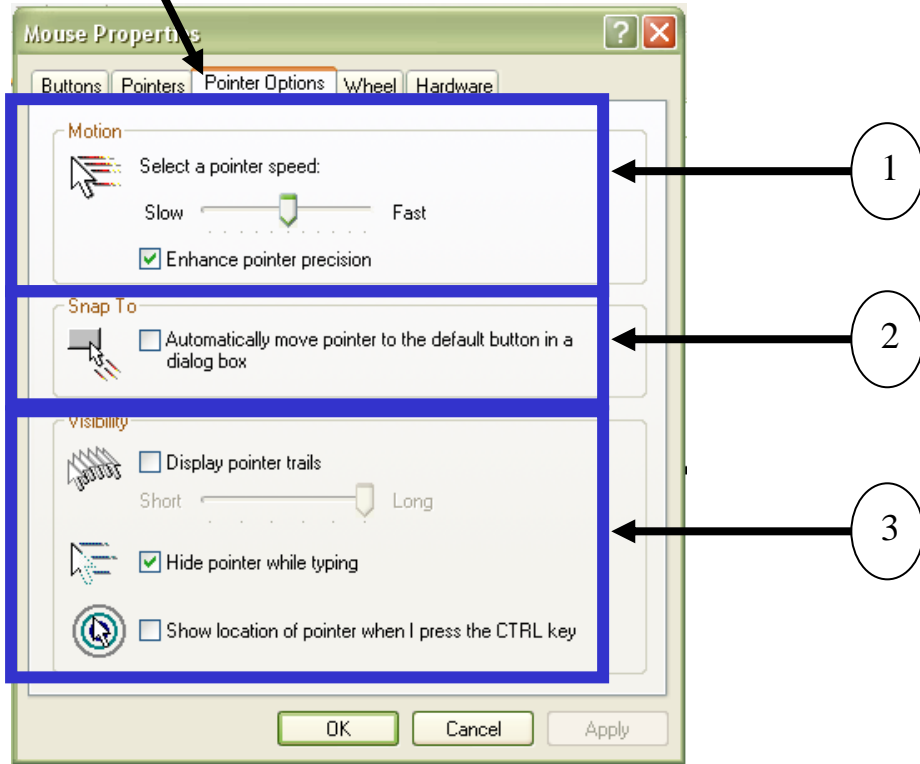 Mouse Properties
Buttons Pointers Pointer Options Wheel Hardware
Motion
Select a pointer speed:
Slow Fast
Enhance pointer precision
1
Snap To
Automatically move pointer to the default button in a
dialog box
2
Visibility
Display pointer trails
Short Long
Hide pointer while typing
3
Show location of pointer when I press the CTRL key
OK Cancel Apply